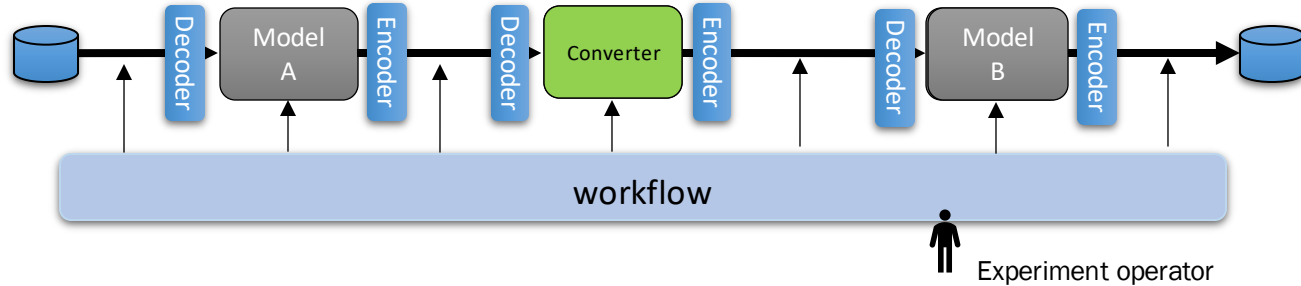 Decoder
Model
A
Encoder
Decoder
Converter
Encoder
Decoder
Model
B
Encoder
workflow
Experiment operator